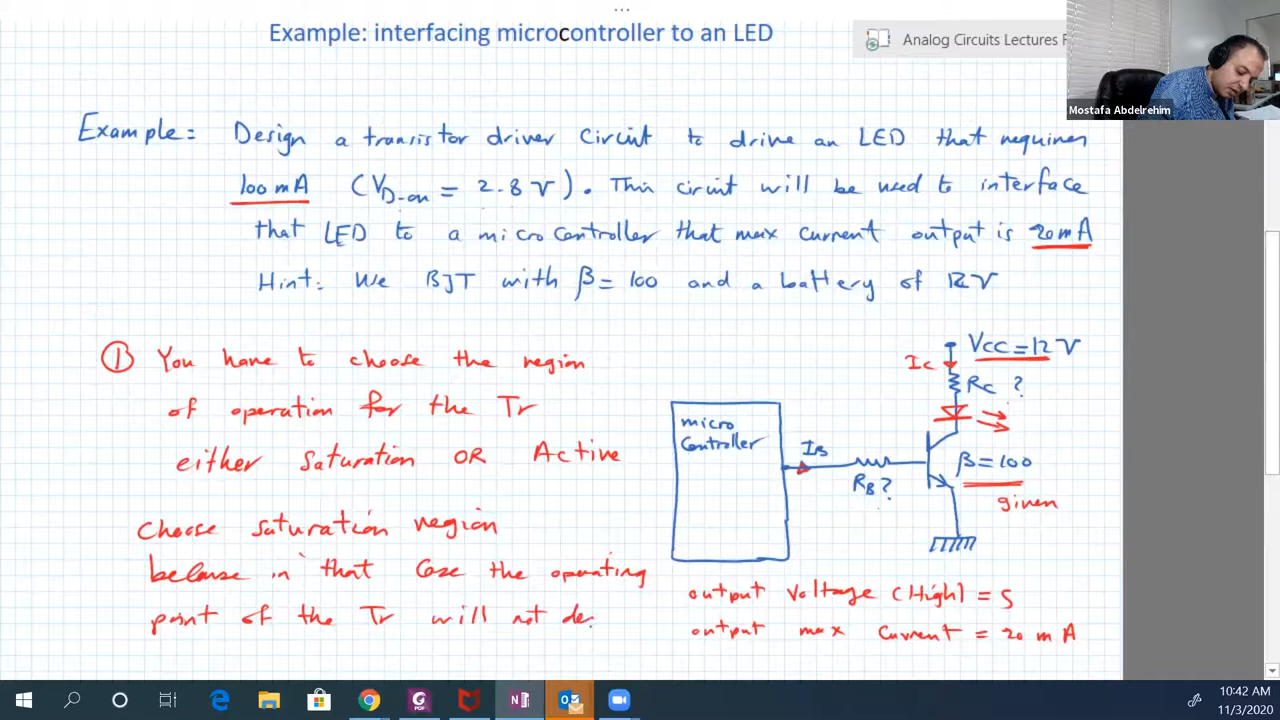 Example: interfacing microcontroller to an LED
Analog Circuits Lectures F
Mostafa Abdelrehim
Example: Design a transistor driver circuit to drive an LED that requires
100 mA (VD-on = 2.8 V). This circuit will be used to interface
that LED to a micro controller that max current output is 20 mA
Hint: Use BJT with β = 100 and a battery of 12 V
① You have to choose the region
of operation for the Tr
either saturation OR Active
Choose saturation region
because in that case the operating
point of the Tr will not de
VCC = 12 V
IC
RC ?
micro
Controller
IB
RB ?
β = 100
given
output voltage (High) = 5
output max current = 20 mA
10:42 AM
11/3/2020